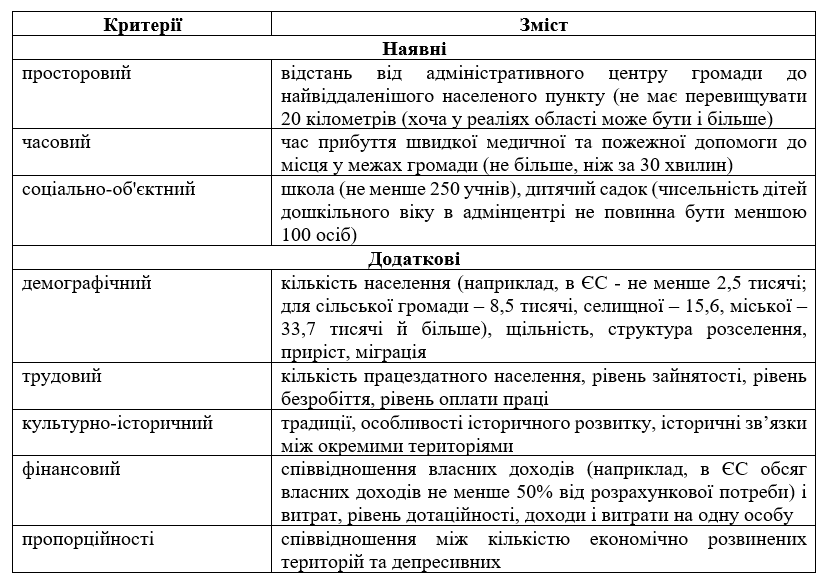 Критерії Зміст
Наявні
просторовий відстань від адміністративного центру громади до
найвіддаленішого населеного пункту (не має перевищувати
20 кілометрів (хоча у реаліях області може бути і більше)
часовий час прибуття швидкої медичної та пожежної допомоги до
місця у межах громади (не більше, ніж за 30 хвилин)
соціально-об'єктний школа (не менше 250 учнів), дитячий садок (чисельність дітей
дошкільного віку в адмінцентрі не повинна бути меншою
100 осіб)
Додаткові
демографічний кількість населення (наприклад, в ЄС - не менше 2,5 тисячі;
для сільської громади – 8,5 тисячі, селищної – 15,6, міської –
33,7 тисячі й більше), щільність, структура розселення,
приріст, міграція
трудовий кількість працездатного населення, рівень зайнятості, рівень
безробіття, рівень оплати праці
культурно-історичний традиції, особливості історичного розвитку, історичні зв’язки
між окремими територіями
фінансовий співвідношення власних доходів (наприклад, в ЄС обсяг
власних доходів не менше 50% від розрахункової потреби) і
витрат, рівень дотаційності, доходи і витрати на одну особу
пропорційності співвідношення між кількістю економічно розвинених
територій та депресивних